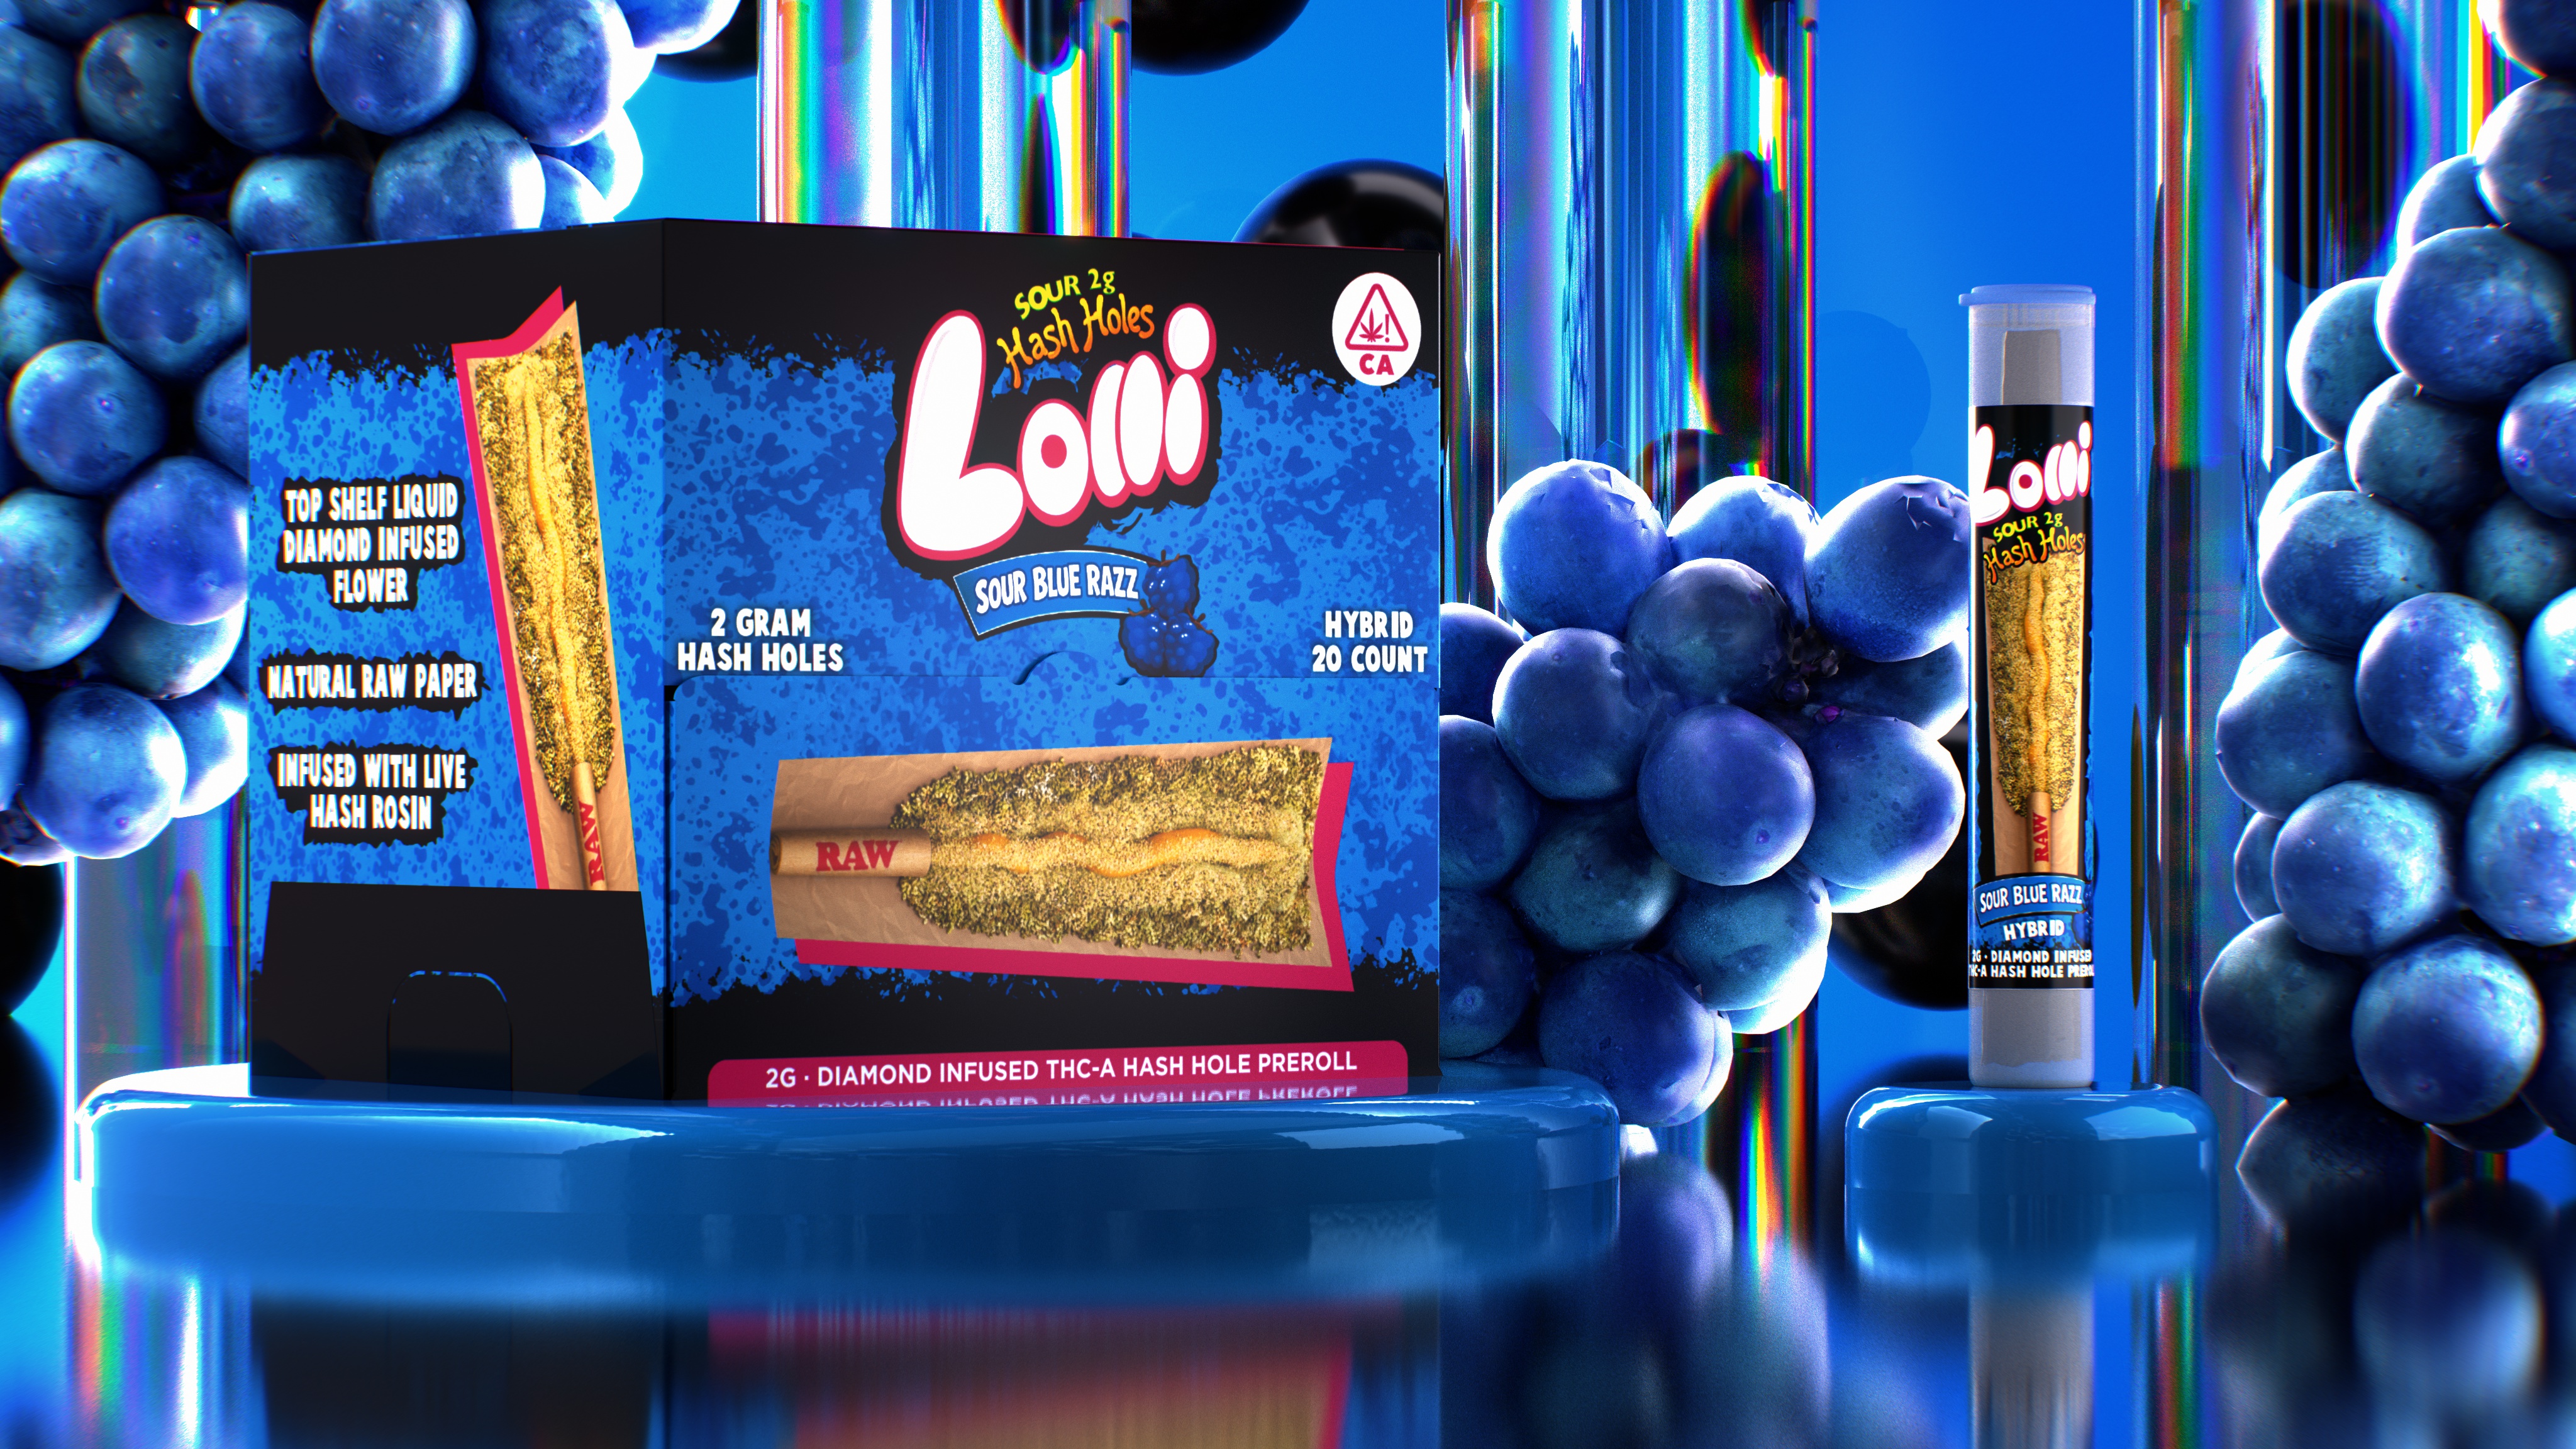 TOP SHELF LIQUID
DIAMOND INFUSED
FLOWER
NATURAL RAW PAPER
INFUSED WITH LIVE
HASH ROSIN
RAW
SOUR 2g
Hash Holes
Lolli
CA
SOUR BLUE RAZZ
2 GRAM
HASH HOLES
HYBRID
20 COUNT
RAW
2G · DIAMOND INFUSED THC-A HASH HOLE PREROLL
Lolli
SOUR 2g
Hash Holes
RAW
SOUR BLUE RAZZ
HYBRID
2G · DIAMOND INFUSED
THC-A HASH HOLE